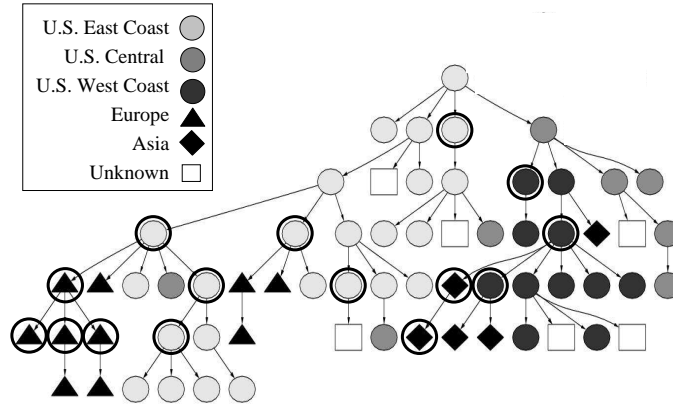 U.S. East Coast
U.S. Central
U.S. West Coast
Europe
Asia
Unknown